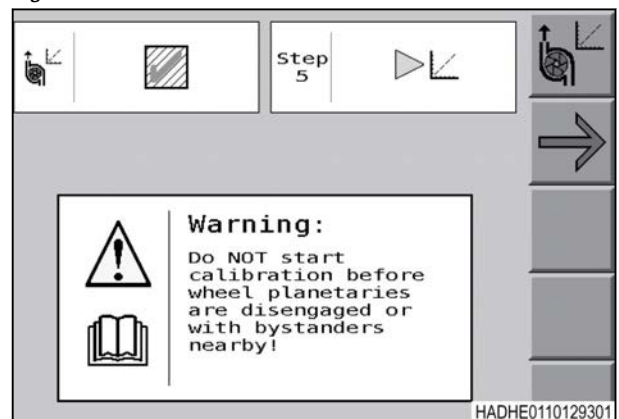 Step
5
Warning:
Do NOT start
calibration before
wheel planetaries
are disengaged or
with bystanders
nearby!
HADHE0110129301